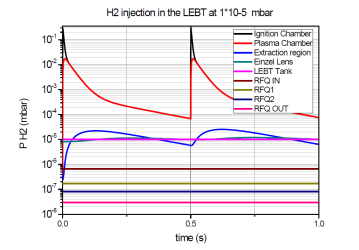 H2 injection in the LEBT at 1*10-5 mbar
Ignition Chamber
Plasma Chamber
Extraction region
Einzel Lens
LEBT Tank
RFQ IN
RFQ1
RFQ2
RFQ OUT
P H2 (mbar)
10-1
10-2
10-3
10-4
10-5
10-6
10-7
10-8
0.0
0.5
1.0
time (s)